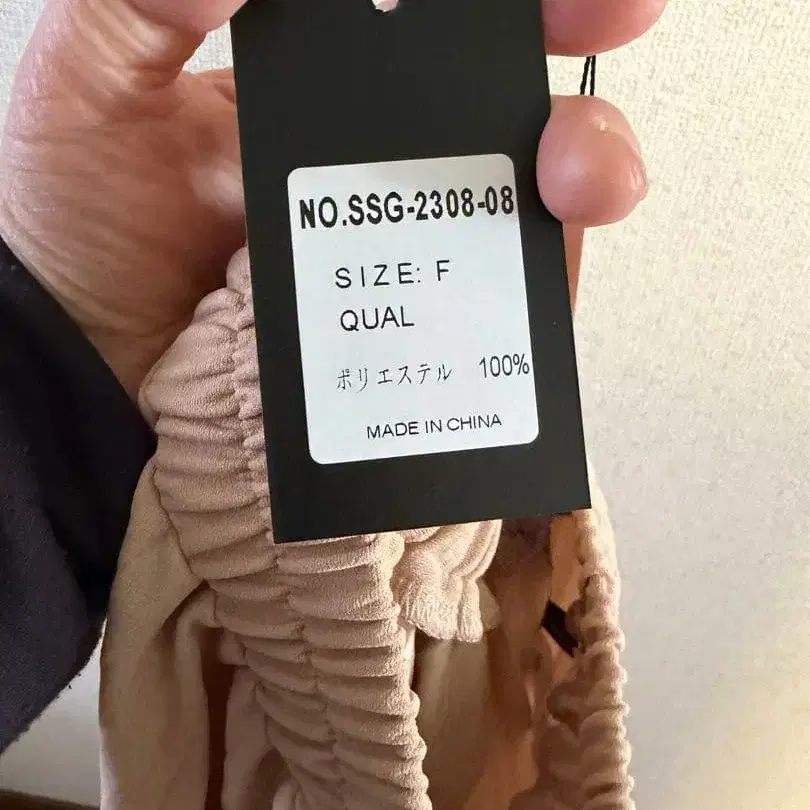 NO.SSG-2308-08
SIZE: F
QUAL
ポリエステル 100%
MADE IN CHINA